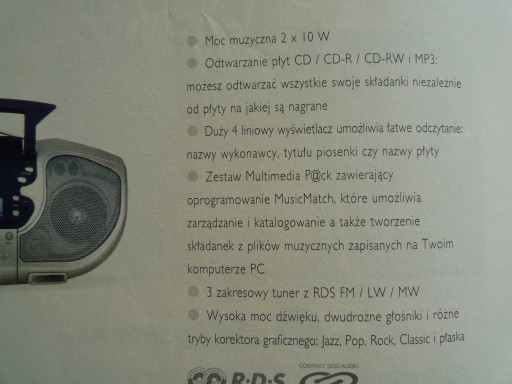 Moc muzyczna 2 x 10 W
Odtwarzanie płyt CD / CD-R / CD-RW i MP3:
możesz odtwarzać wszystkie swoje składanki niezależnie
od płyty na jakiej są nagrane
Duży 4 liniowy wyświetlacz umożliwia łatwe odczytanie:
nazwy wykonawcy, tytułu piosenki czy nazwy płyty
Zestaw Multimedia P@ck zawierający
oprogramowanie MusicMatch, które umożliwia
zarządzanie i katalogowanie a także tworzenie
składanek z plików muzycznych zapisanych na Twoim
komputerze PC
3 zakresowy tuner z RDS FM / LW / MW
Wysoka moc dźwięku, dwudrożne głośniki i różne
tryby korektora graficznego: Jazz, Pop, Rock, Classic i płaska
COMPACT DISC AUDIO
CD R·D·S